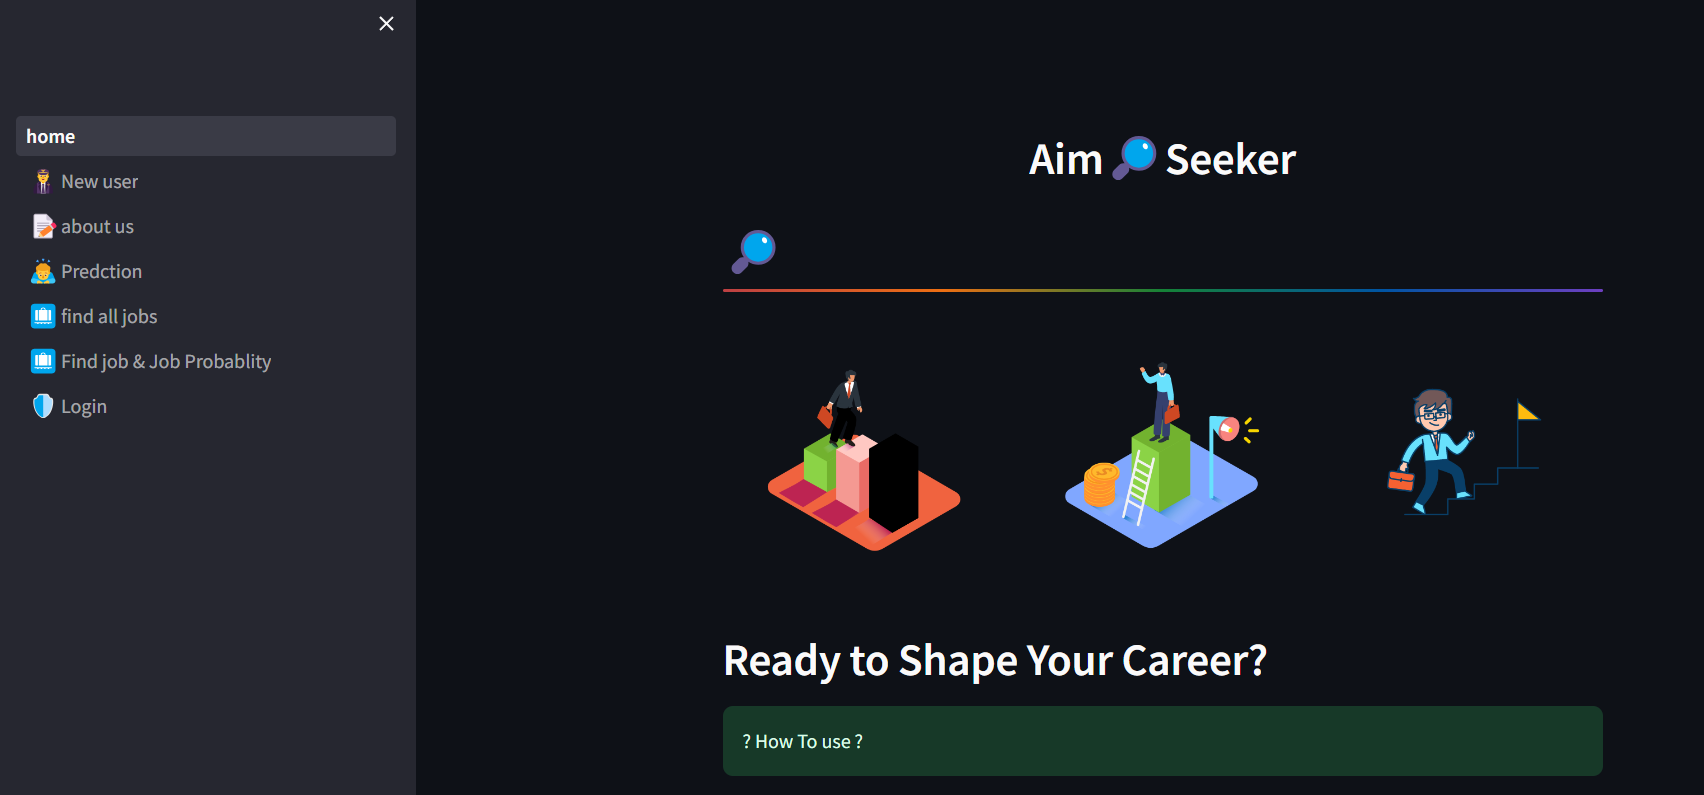 home
New user
about us
Predction
find all jobs
Find job & Job Probablity
Login
Aim 🔎 Seeker
Ready to Shape Your Career?
? How To use ?